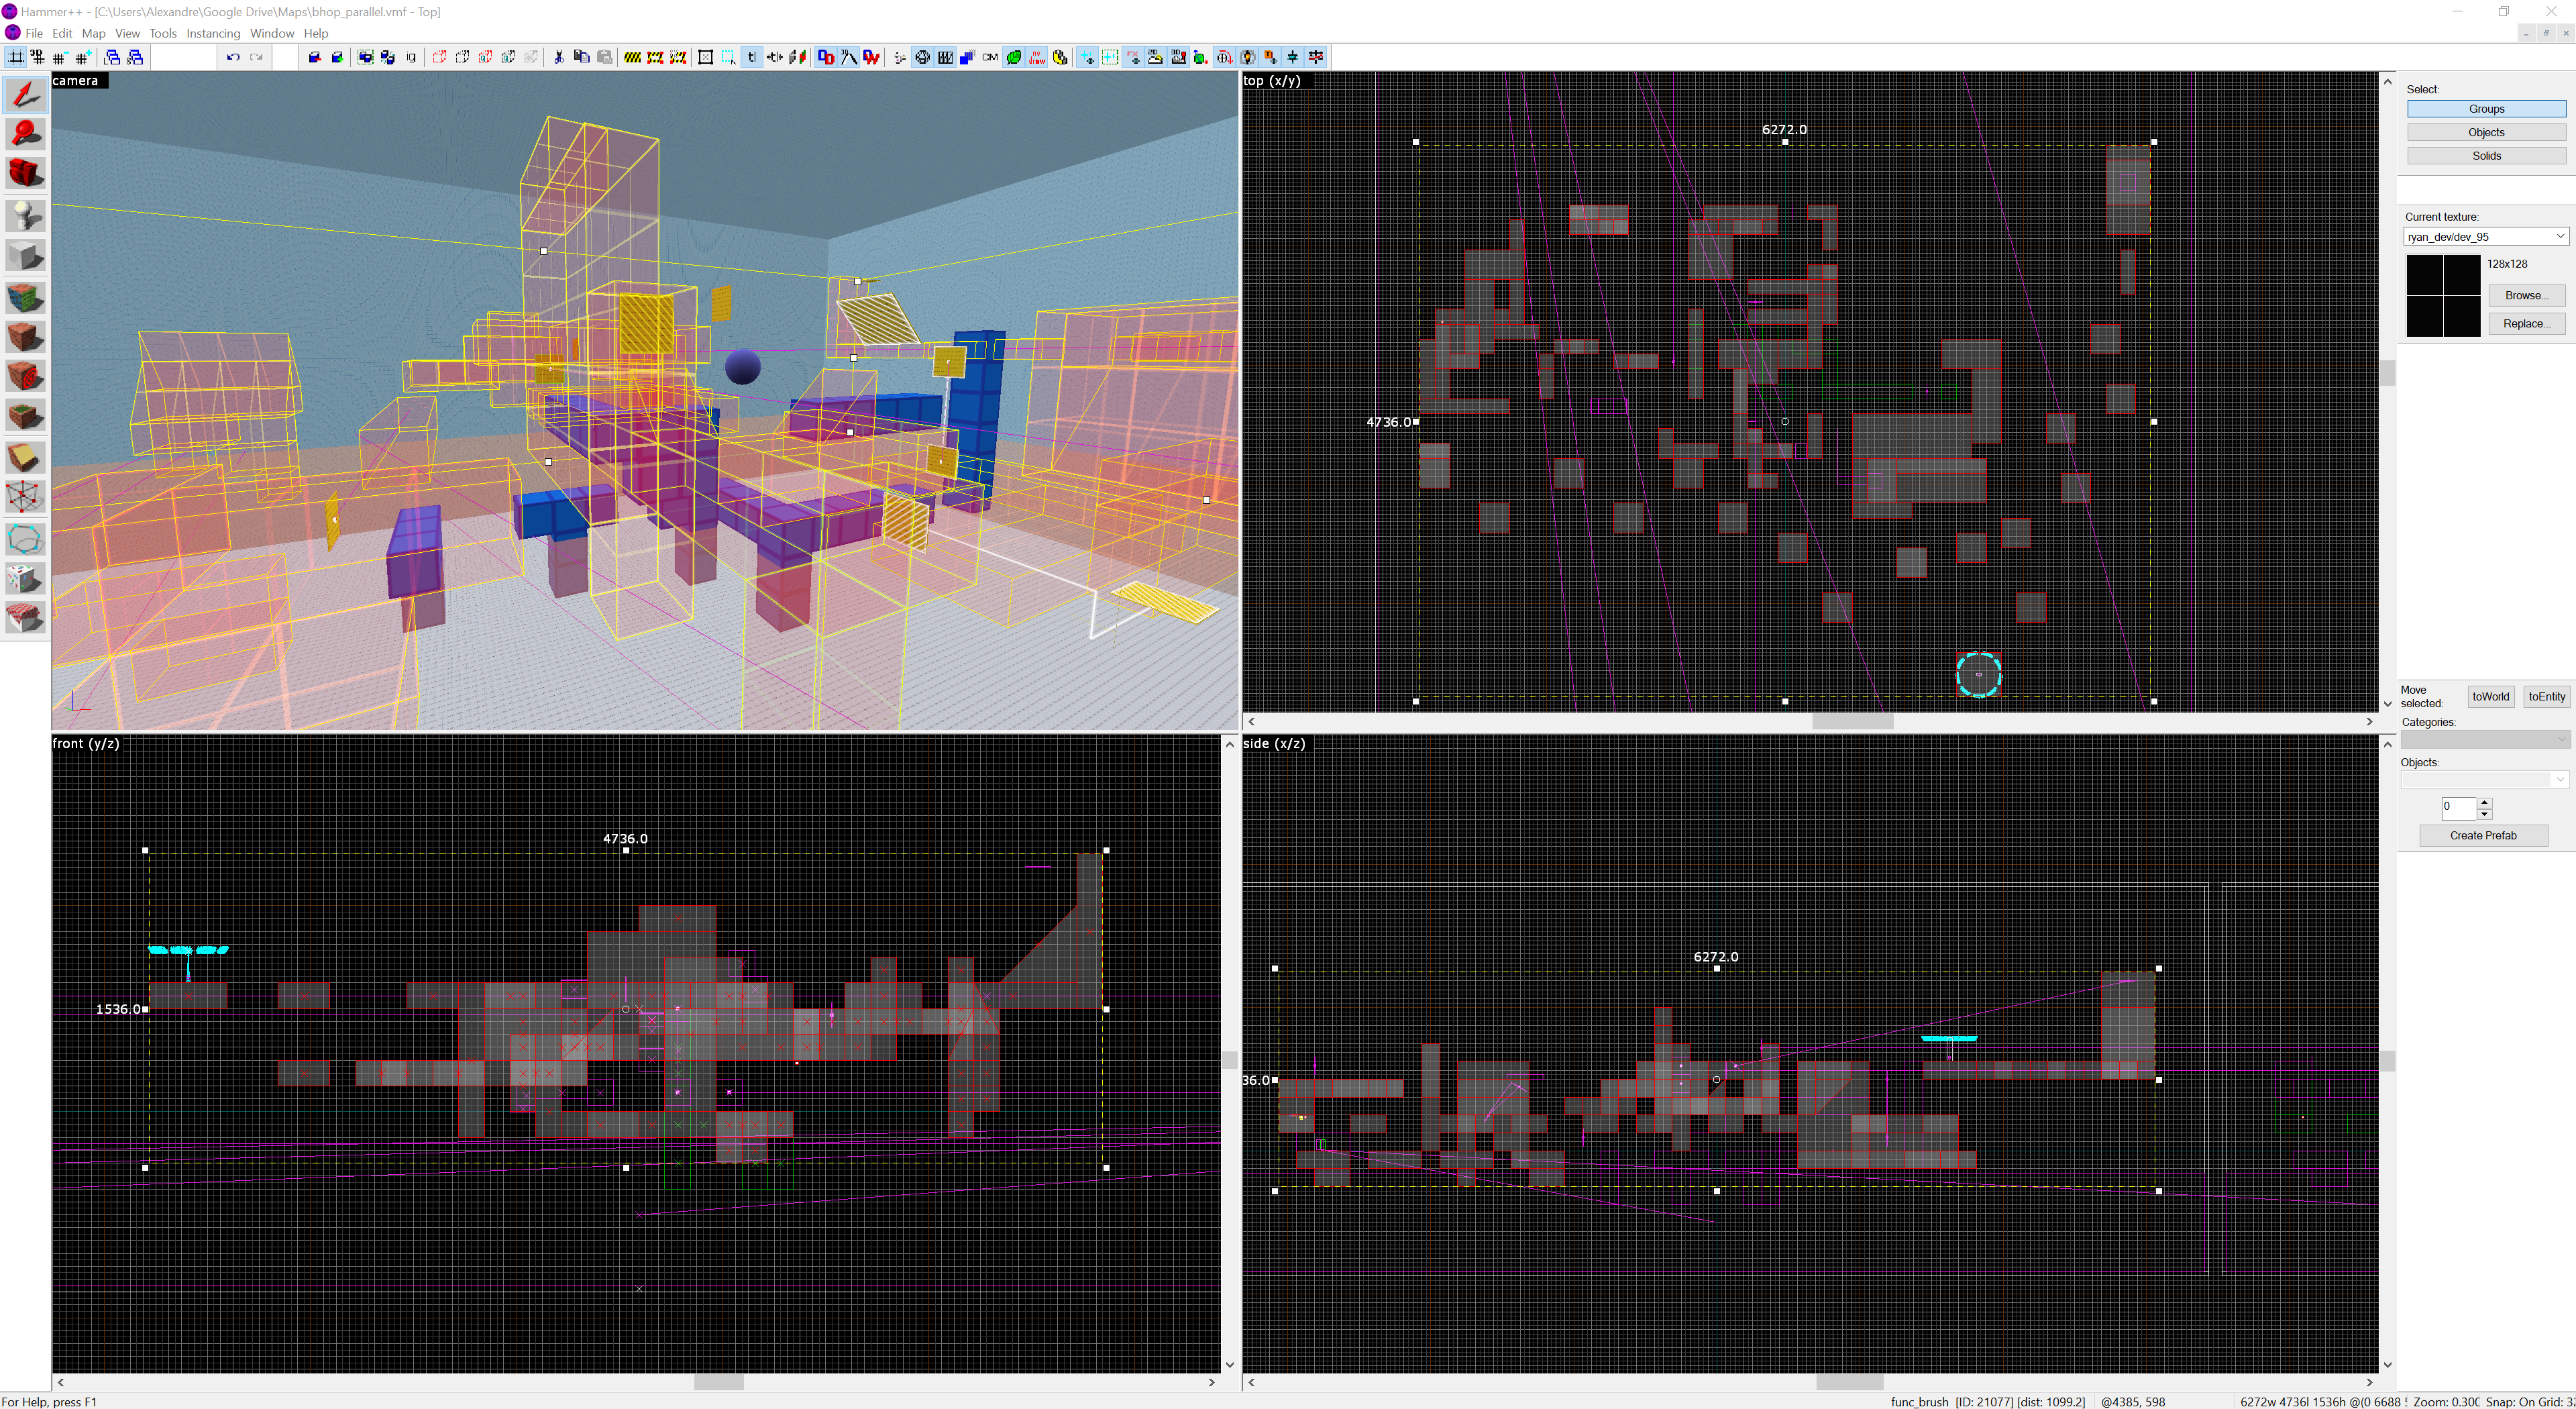 Hammer++ - [C:\Users\Alexandre\Google Drive\Maps\bhop_parallel.vmf - Top]
File Edit Map View Tools Instancing Window Help
camera
top (x/y)
6272.0
4736.0
Select:
Groups
Objects
Solids
Current texture:
ryan_dev/dev_95
128x128
Browse...
Replace...
Move selected:
toWorld
toEntity
Categories:
Objects:
0
Create Prefab
front (y/z)
4736.0
1536.0
side (x/z)
6272.0
36.0
For Help, press F1
func_brush [ID: 21077] [dist: 1099.2]
@4385, 598
6272w 4736l 1536h @(0 6688
Zoom: 0.300
Snap: On Grid: 32